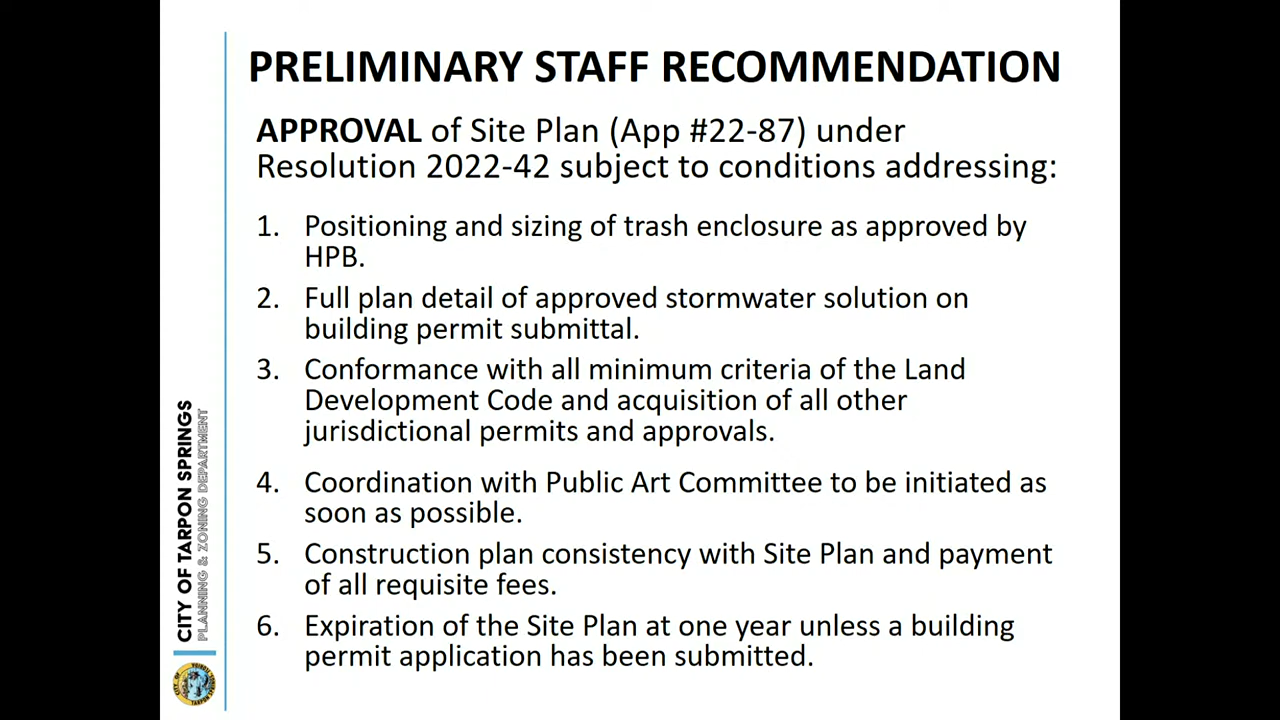 PRELIMINARY STAFF RECOMMENDATION
APPROVAL of Site Plan (App #22-87) under
Resolution 2022-42 subject to conditions addressing:
1. Positioning and sizing of trash enclosure as approved by
HPB.
2. Full plan detail of approved stormwater solution on
building permit submittal.
3. Conformance with all minimum criteria of the Land
Development Code and acquisition of all other
jurisdictional permits and approvals.
4. Coordination with Public Art Committee to be initiated as
soon as possible.
5. Construction plan consistency with Site Plan and payment
of all requisite fees.
6. Expiration of the Site Plan at one year unless a building
permit application has been submitted.
CITY OF TARPON SPRINGS
PLANNING & ZONING DEPARTMENT